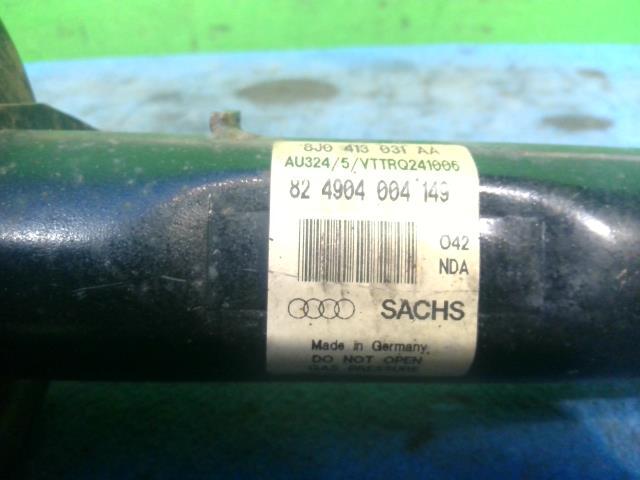 8J0 413 031 AA
AU324/5/VTTRQ241006
82 4904 004 149
042
NDA
SACHS
Made in Germany
DO NOT OPEN
GAS PRESSURE